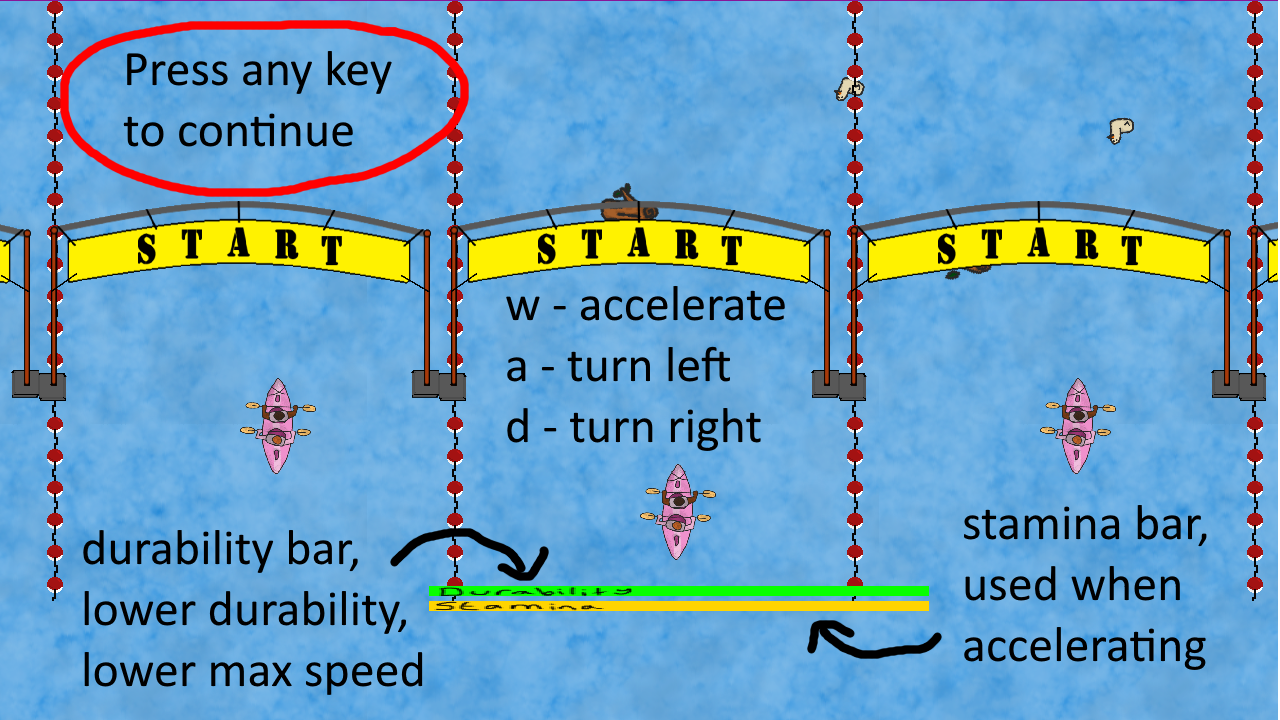 Press any key
to continue
START START START
w - accelerate
a - turn left
d - turn right
durability bar,
lower durability,
lower max speed
Durability
Stamina
stamina bar,
used when
accelerating